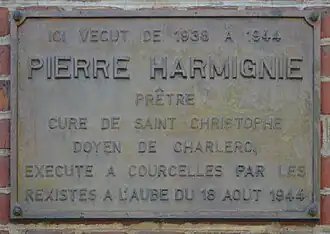 ICI VECUT DE 1938 A 1944
PIERRE HARMIGNIE
PRÊTRE
CURE DE SAINT CHRISTOPHE
DOYEN DE CHARLEROI
EXECUTE A COURCELLES PAR LES
REXISTES A L'AUBE DU 18 AOUT 1944